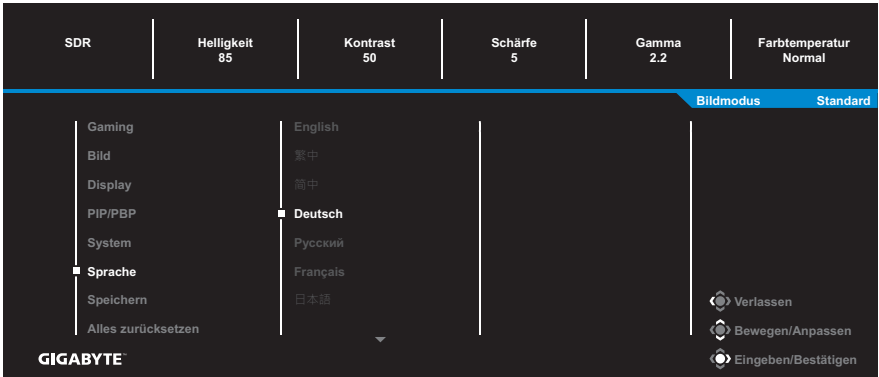 SDR
Helligkeit
85
Kontrast
50
Schärfe
5
Gamma
2.2
Farbtemperatur
Normal
Bildmodus Standard
Gaming
Bild
Display
PIP/PBP
System
Sprache
Speichern
Alles zurücksetzen
English
繁中
简中
Deutsch
Русский
Français
日本語
Verlassen
Bewegen/Anpassen
Eingeben/Bestätigen
GIGABYTE™